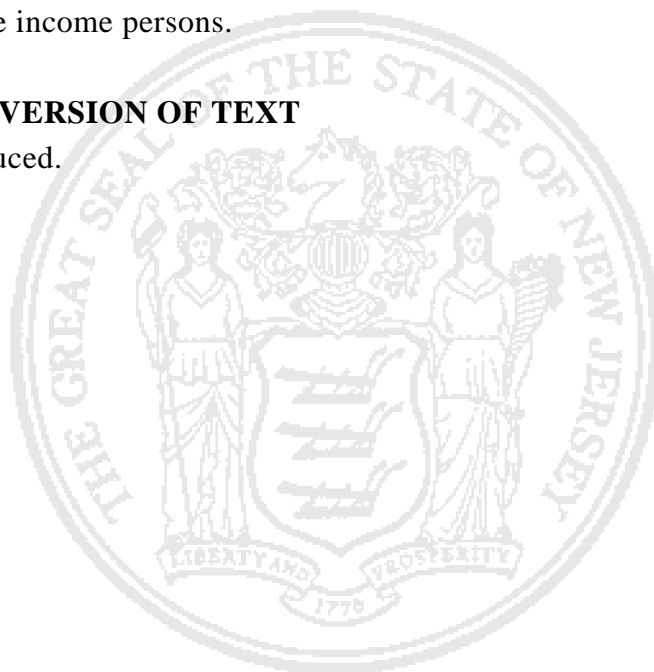 e income persons.
VERSION OF TEXT
uced.
THE GREAT SEAL OF THE STATE OF NEW JERSEY
LIBERTY AND PROSPERITY
1776